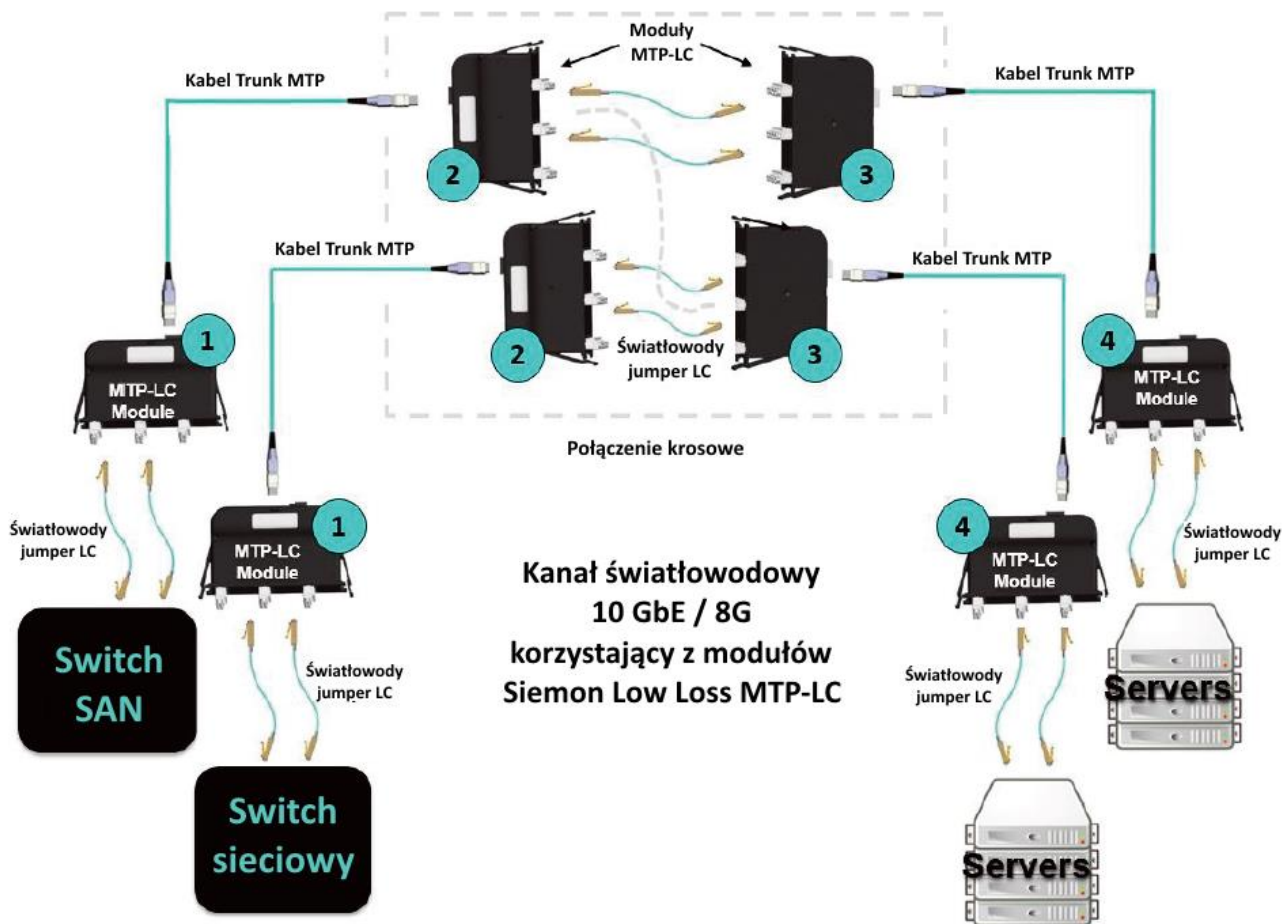 Moduły
MTP-LC
Kabel Trunk MTP
Kabel Trunk MTP
2
3
Kabel Trunk MTP
Kabel Trunk MTP
1
2
3
4
Światłowody
jumper LC
MTP-LC
Module
MTP-LC
Module
Połączenie krosowe
1
4
Światłowody
jumper LC
MTP-LC
Module
MTP-LC
Module
Światłowody
jumper LC
Kanał światłowodowy
10 GbE / 8G
korzystający z modułów
Siemon Low Loss MTP-LC
Switch
SAN
Światłowody
jumper LC
Światłowody
jumper LC
Servers
Switch
sieciowy
Servers